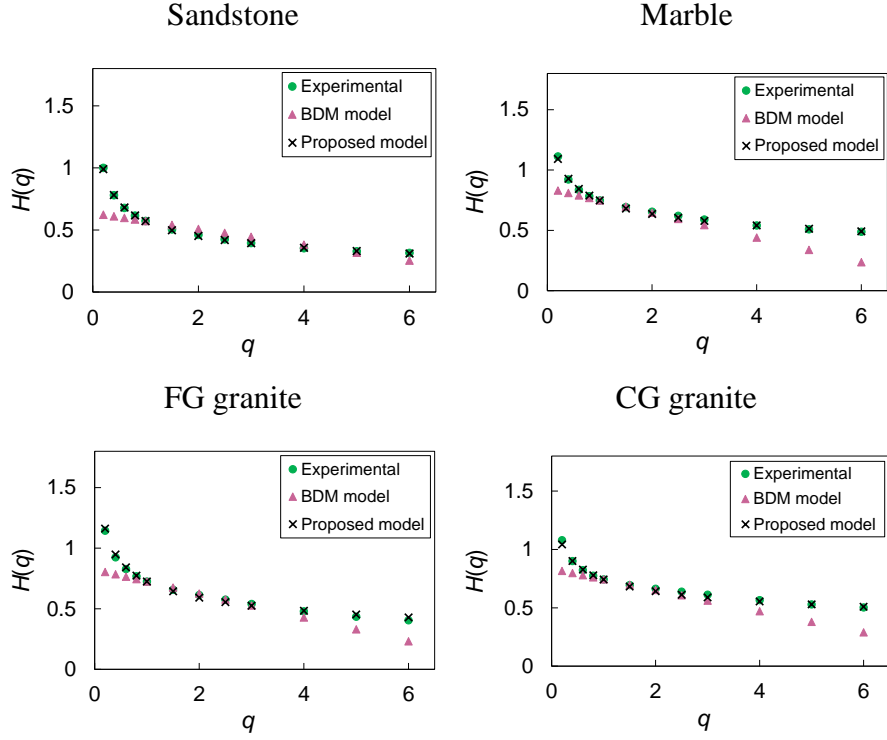 Sandstone
Experimental
BDM model
Proposed model
1.5
1
0.5
0
0
2
4
6
H(q)
q
Marble
Experimental
BDM model
Proposed model
1.5
1
0.5
0
0
2
4
6
H(q)
q
FG granite
Experimental
BDM model
Proposed model
1.5
1
0.5
0
0
2
4
6
H(q)
q
CG granite
Experimental
BDM model
Proposed model
1.5
1
0.5
0
0
2
4
6
H(q)
q